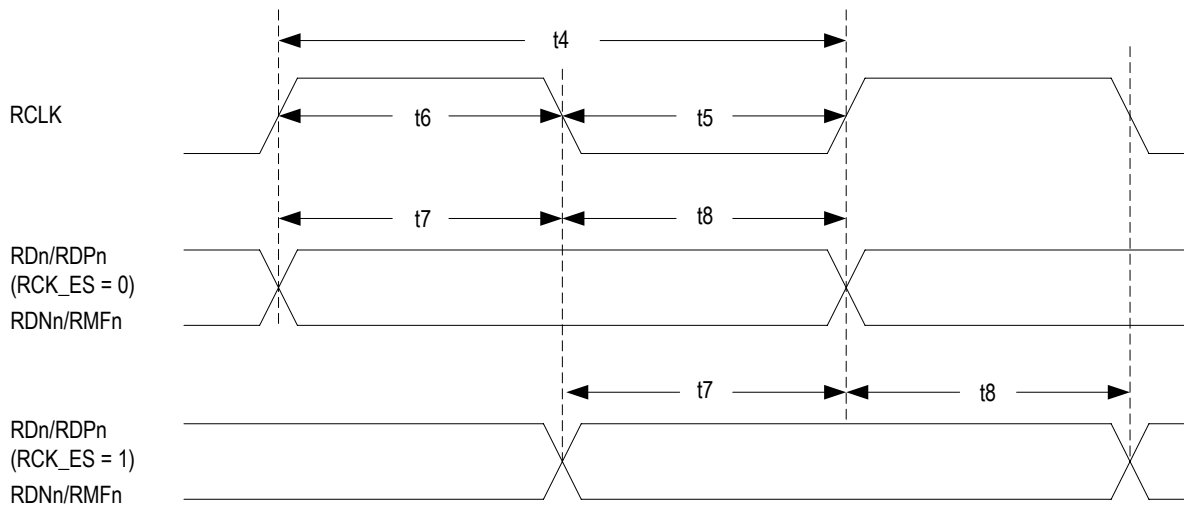 t4
RCLK
t6
t5
t7
t8
RDn/RDPn
(RCK_ES = 0)
RDNn/RMFn
t7
t8
RDn/RDPn
(RCK_ES = 1)
RDNn/RMFn